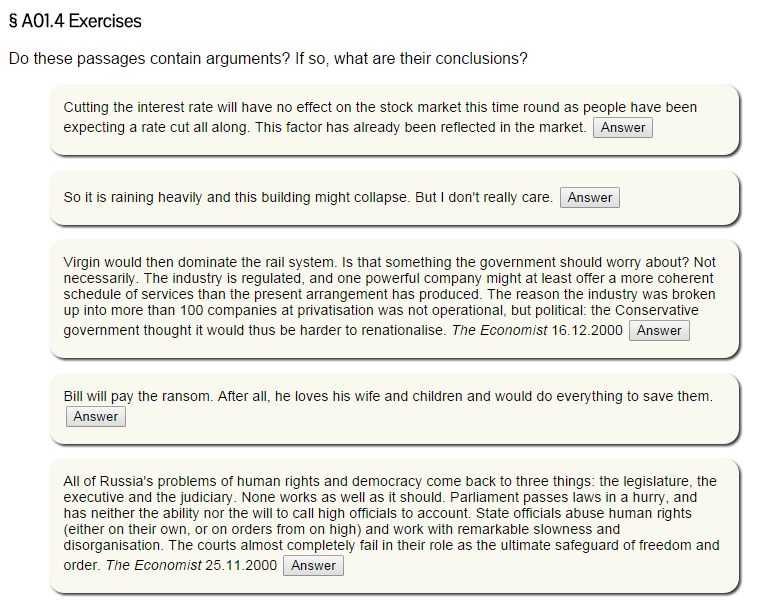 § A01.4 Exercises
Do these passages contain arguments? If so, what are their conclusions?
Cutting the interest rate will have no effect on the stock market this time round as people have been
expecting a rate cut all along. This factor has already been reflected in the market. Answer
So it is raining heavily and this building might collapse. But I don't really care. Answer
Virgin would then dominate the rail system. Is that something the government should worry about? Not
necessarily. The industry is regulated, and one powerful company might at least offer a more coherent
schedule of services than the present arrangement has produced. The reason the industry was broken
up into more than 100 companies at privatisation was not operational, but political: the Conservative
government thought it would thus be harder to renationalise. The Economist 16.12.2000 Answer
Bill will pay the ransom. After all, he loves his wife and children and would do everything to save them.
Answer
All of Russia's problems of human rights and democracy come back to three things: the legislature, the
executive and the judiciary. None works as well as it should. Parliament passes laws in a hurry, and
has neither the ability nor the will to call high officials to account. State officials abuse human rights
(either on their own, or on orders from on high) and work with remarkable slowness and
disorganisation. The courts almost completely fail in their role as the ultimate safeguard of freedom and
order. The Economist 25.11.2000 Answer